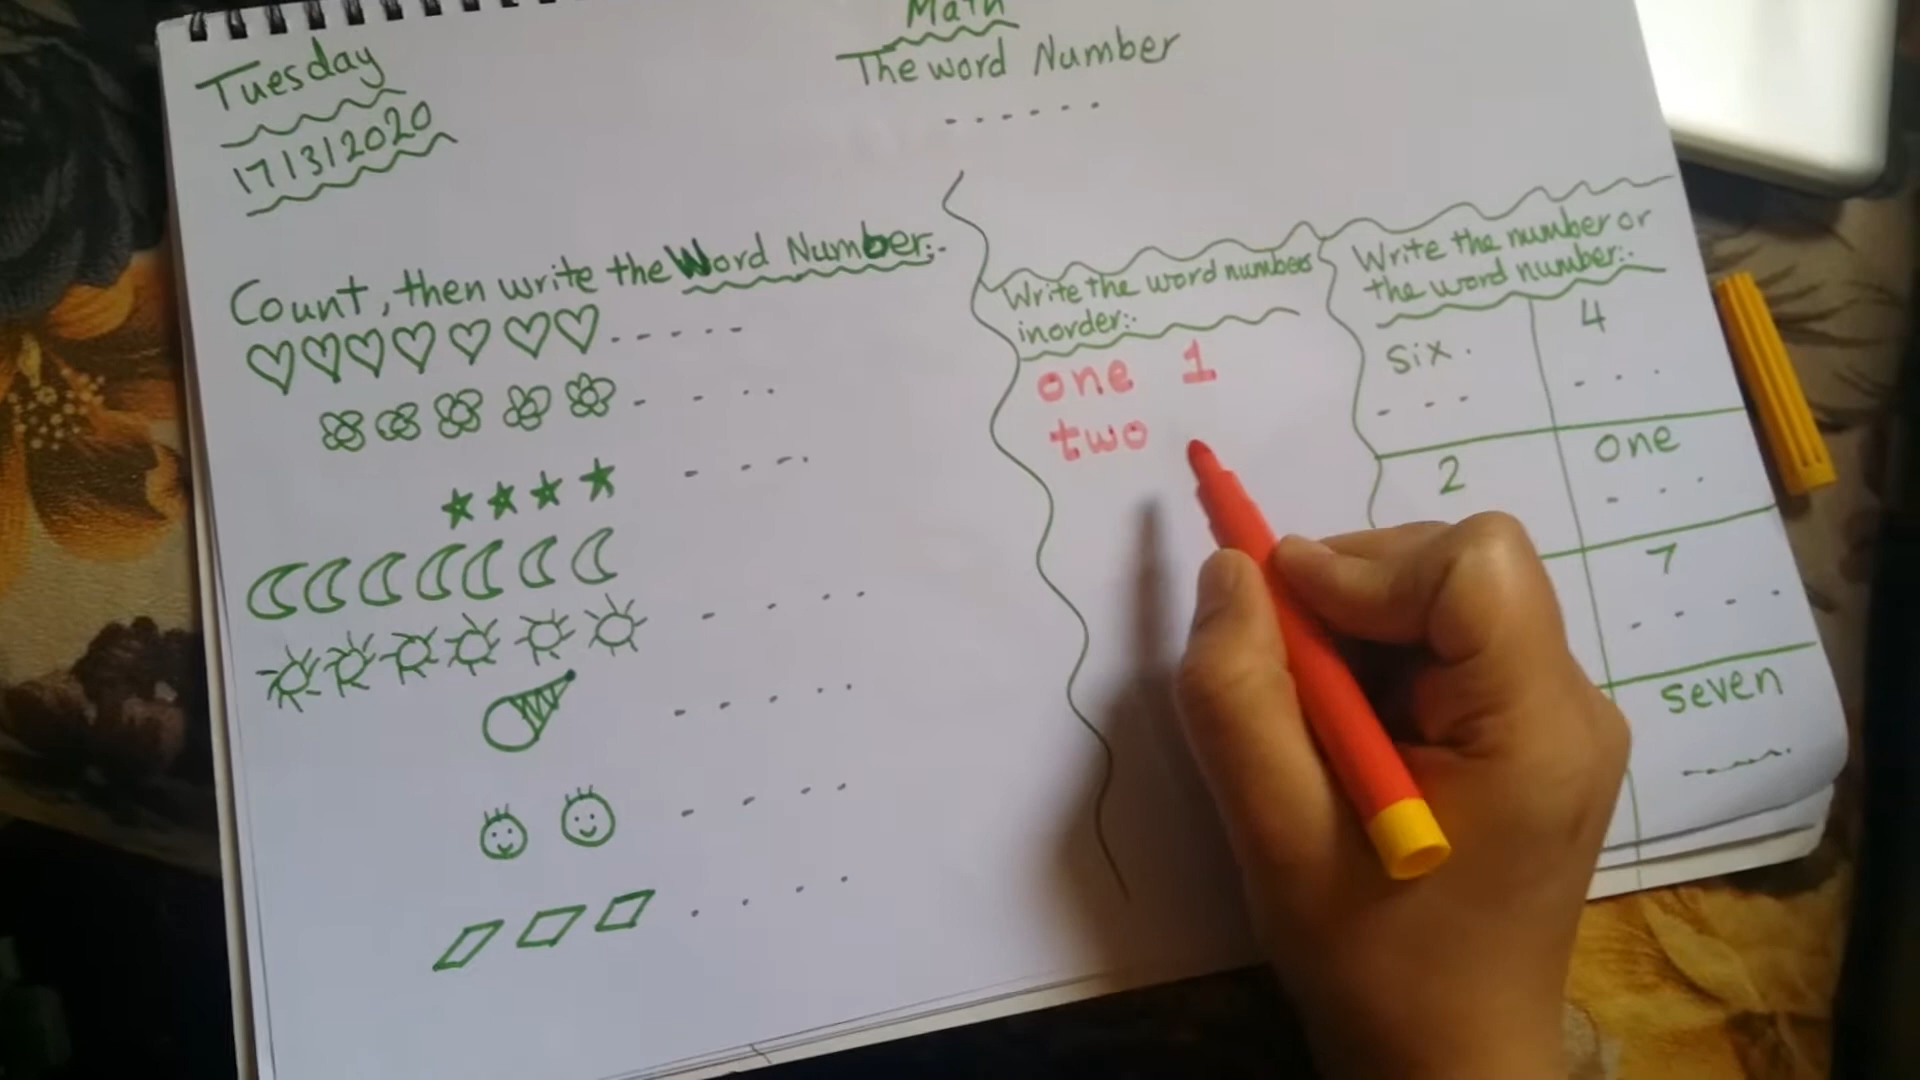 Math
The word Number
Tuesday
17/3/2020
Count, then write the Word Number:-
Write the word number
inorder:-
one 1
two
Write the number or
the word number:-
six.
4
2
one
7
seven